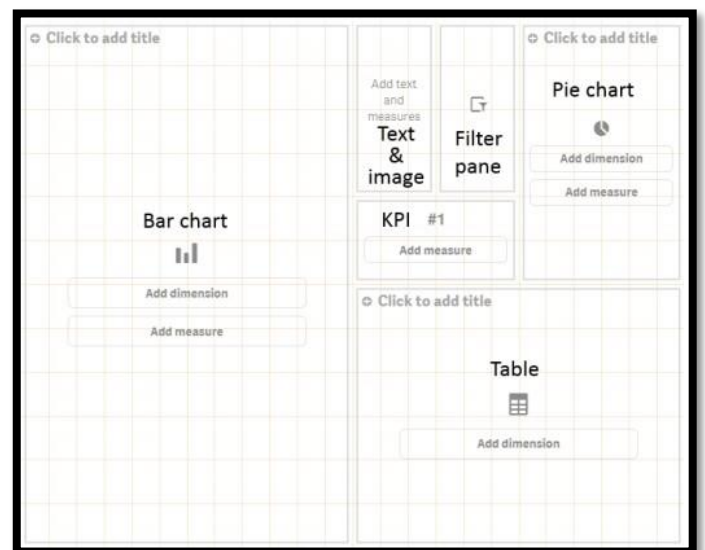 Click to add title
Bar chart
Add dimension
Add measure
Add text
and
measures
Text
&
image
Filter
pane
Click to add title
Pie chart
Add dimension
Add measure
KPI #1
Add measure
Click to add title
Table
Add dimension